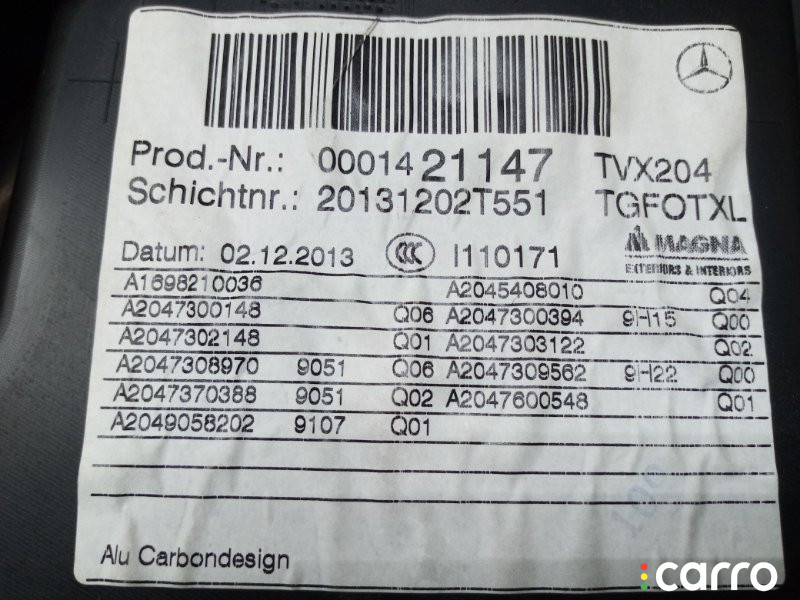 Prod.-Nr.: 0001421147 TVX204
Schichtnr.: 20131202T551 TGFOTXL
MAGNA
Datum: 02.12.2013 CCC I110171 EXTERIORS & INTERIORS
A1698210036 A2045408010 Q04
A2047300148 Q06 A2047300394 9H15 Q00
A2047302148 Q01 A2047303122 Q02
A2047308970 9051 Q06 A2047309562 9H22 Q00
A2047370388 9051 Q02 A2047600548 Q01
A2049058202 9107 Q01
Alu Carbondesign
carro